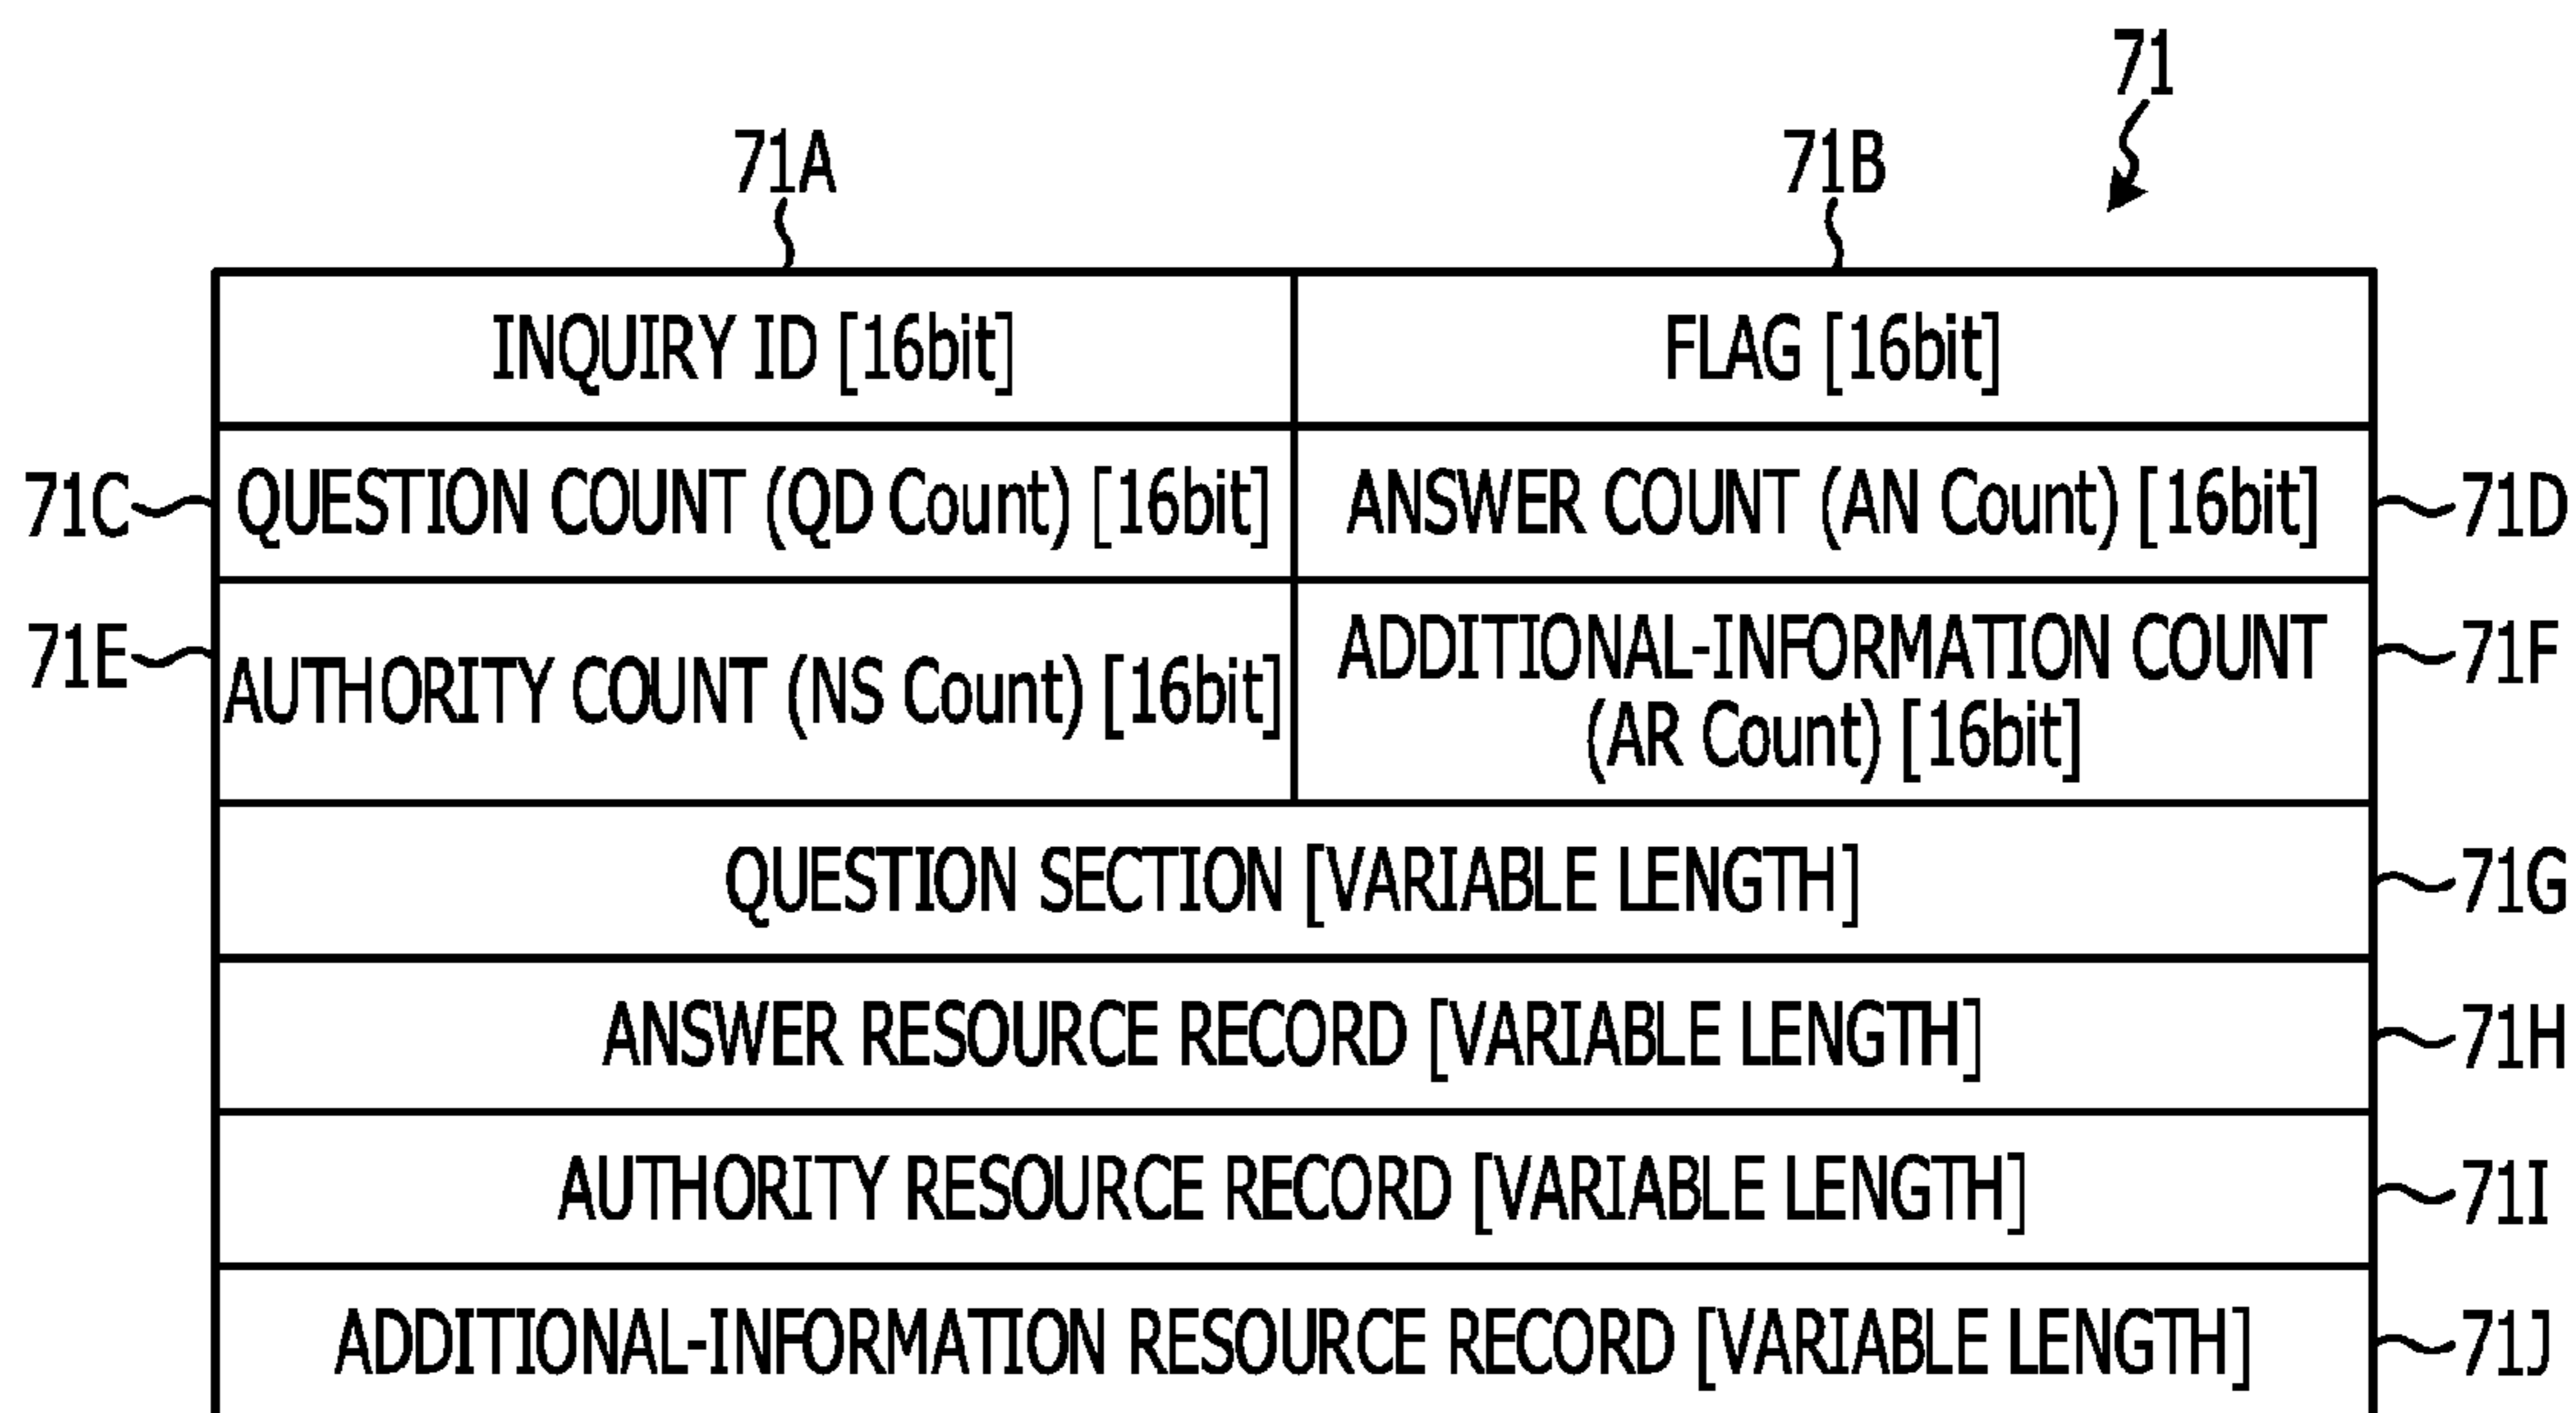 71
71A
71B
INQUIRY ID [16bit]
FLAG [16bit]
71C
QUESTION COUNT (QD Count) [16bit]
ANSWER COUNT (AN Count) [16bit]
71D
71E
AUTHORITY COUNT (NS Count) [16bit]
ADDITIONAL-INFORMATION COUNT
(AR Count) [16bit]
71F
QUESTION SECTION [VARIABLE LENGTH]
71G
ANSWER RESOURCE RECORD [VARIABLE LENGTH]
71H
AUTHORITY RESOURCE RECORD [VARIABLE LENGTH]
71I
ADDITIONAL-INFORMATION RESOURCE RECORD [VARIABLE LENGTH]
71J